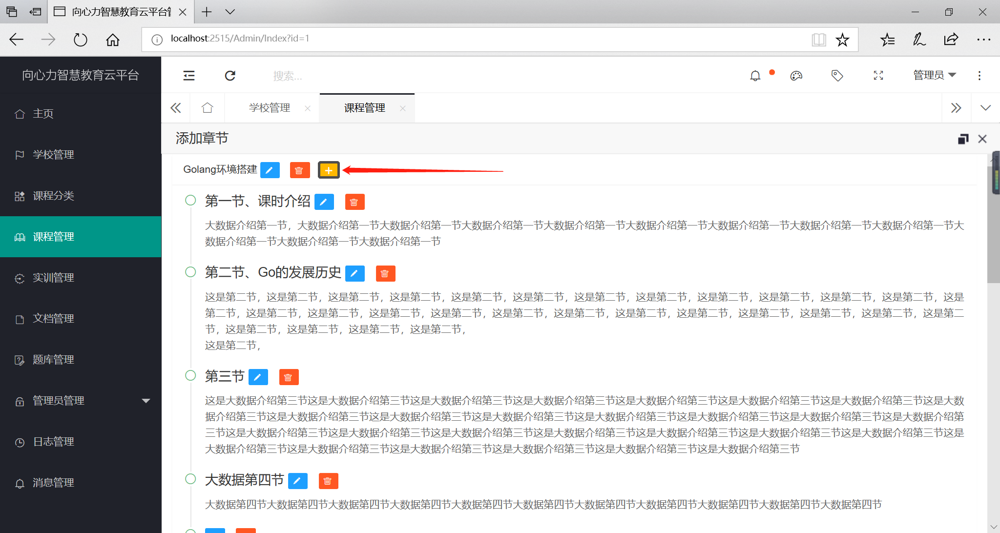 向心力智慧教育云平台管
localhost:2515/Admin/Index?id=1
向心力智慧教育云平台
搜索...
管理员
主页
学校管理
课程分类
课程管理
实训管理
文档管理
题库管理
管理员管理
日志管理
消息管理
学校管理
课程管理
添加章节
Golang环境搭建
第一节、课时介绍
大数据介绍第一节，大数据介绍第一节大数据介绍第一节大数据介绍第一节大数据介绍第一节大数据介绍第一节大数据介绍第一节大数据介绍第一节大数据介绍第一节大
数据介绍第一节大数据介绍第一节大数据介绍第一节
第二节、Go的发展历史
这是第二节，这是第二节，这是第二节，这是第二节，这是第二节，这是第二节，这是第二节，这是第二节，这是第二节，这是第二节，这是第二节，这是第二节，这是
第二节，这是第二节，这是第二节，这是第二节，这是第二节，这是第二节，这是第二节，这是第二节，这是第二节，这是第二节，这是第二节，这是第二节，这是第二
节，这是第二节，这是第二节，这是第二节，这是第二节，
这是第二节，
第三节
这是大数据介绍第三节这是大数据介绍第三节这是大数据介绍第三节这是大数据介绍第三节这是大数据介绍第三节这是大数据介绍第三节这是大数据介绍第三节这是大数
据介绍第三节这是大数据介绍第三节这是大数据介绍第三节这是大数据介绍第三节这是大数据介绍第三节这是大数据介绍第三节这是大数据介绍第三节这是大数据介绍第
三节这是大数据介绍第三节这是大数据介绍第三节这是大数据介绍第三节这是大数据介绍第三节这是大数据介绍第三节这是大数据介绍第三节这是大数据介绍第三节这是
大数据介绍第三节这是大数据介绍第三节这是大数据介绍第三节这是大数据介绍第三节这是大数据介绍第三节这是大数据介绍第三节
大数据第四节
大数据第四节大数据第四节大数据第四节大数据第四节大数据第四节大数据第四节大数据第四节大数据第四节大数据第四节大数据第四节大数据第四节